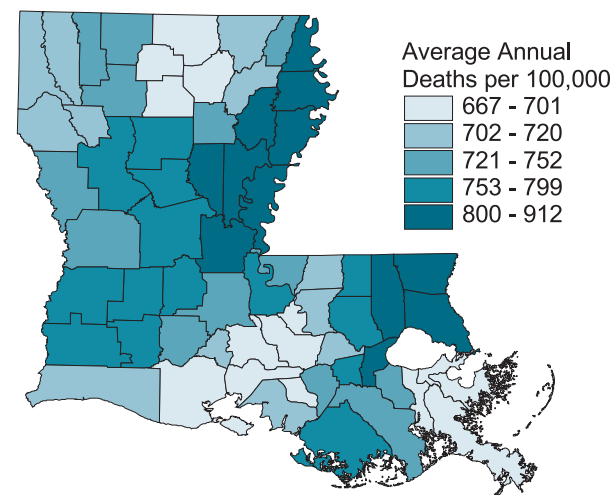 Average Annual
Deaths per 100,000
667 - 701
702 - 720
721 - 752
753 - 799
800 - 912